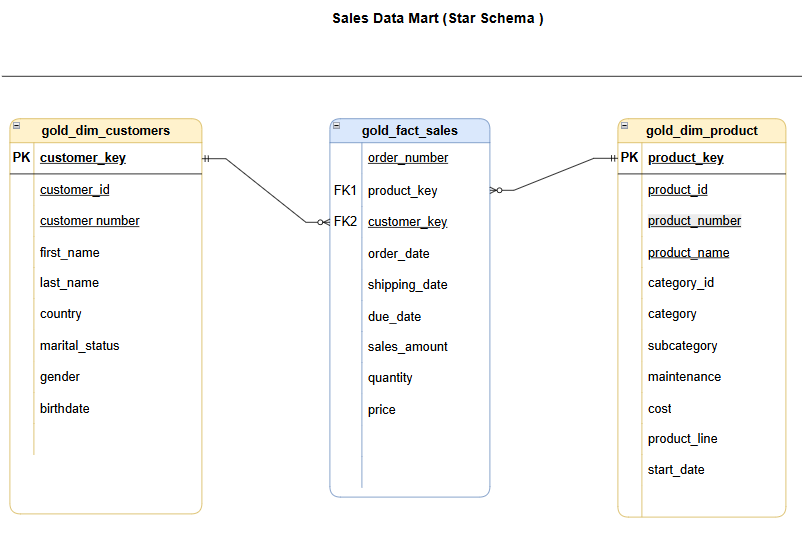 Sales Data Mart (Star Schema )
gold_dim_customers
PK customer_key
customer_id
customer number
first_name
last_name
country
marital_status
gender
birthdate
gold_fact_sales
order_number
FK1 product_key
FK2 customer_key
order_date
shipping_date
due_date
sales_amount
quantity
price
gold_dim_product
PK product_key
product_id
product_number
product_name
category_id
category
subcategory
maintenance
cost
product_line
start_date